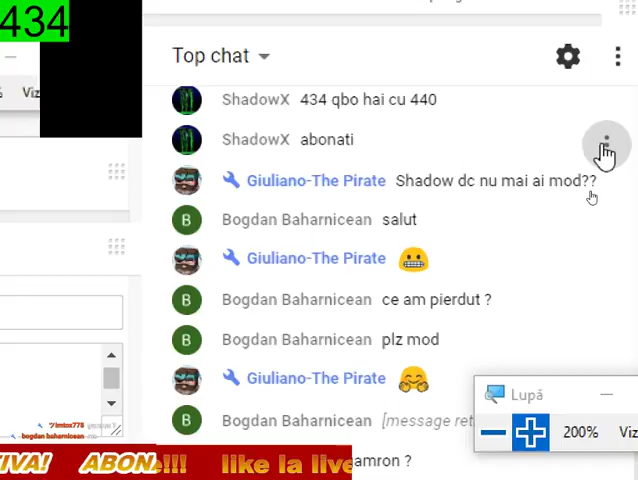 434
Viz
Top chat
ShadowX 434 qbo hai cu 440
ShadowX abonati
Giuliano-The Pirate Shadow dc nu mai ai mod??
B Bogdan Baharnicean salut
Giuliano-The Pirate 😬
B Bogdan Baharnicean ce am pierdut ?
B Bogdan Baharnicean plz mod
Giuliano-The Pirate 🤗
B Bogdan Baharnicean [message ret
amron ?
Lupă
200% Viz
bogdan baharnicean
VIVA! ABON. e!!! like la live